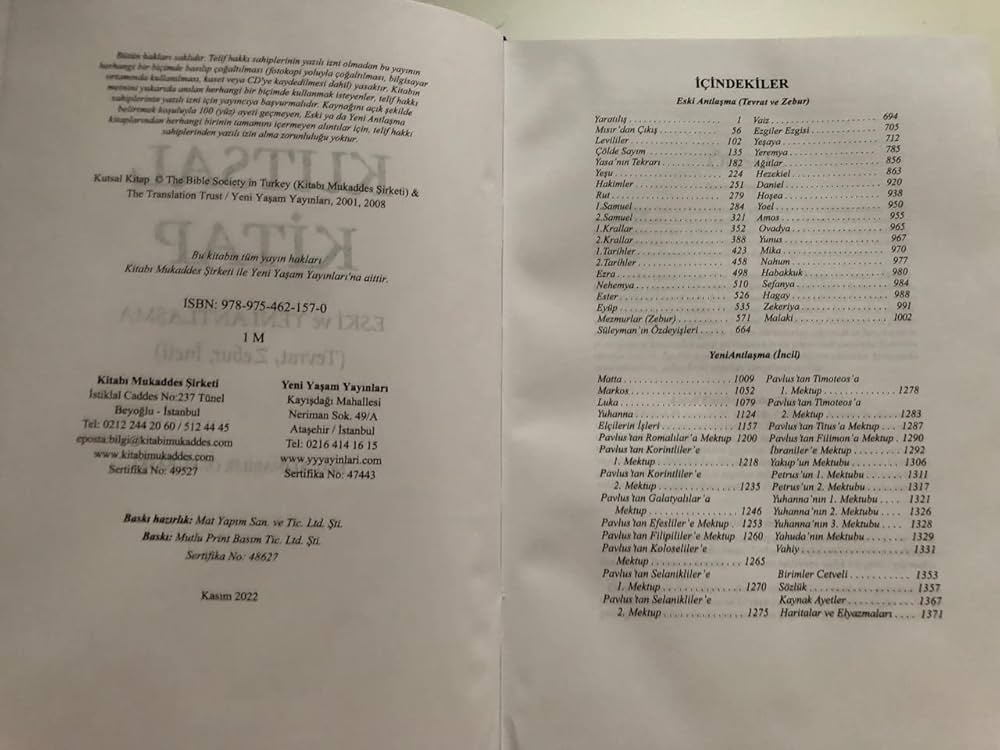 Bütün hakları saklıdır. Telif hakkı sahiplerinin yazılı izni olmadan bu yayının
herhangi bir biçimde basılıp çoğaltılması (fotokopi yoluyla çoğaltılması, bilgisayar
ortamında kullanılması, kaset veya CD'ye kaydedilmesi dahil) yasaktır. Kitabın
metnini yukarıda anılan herhangi bir biçimde kullanmak isteyenler, telif hakkı
sahiplerinin yazılı izni için yayıncıya başvurmalıdır. Kaynağını açık şekilde
belirtmek koşuluyla 100 (yüz) ayeti geçmeyen, Eski ya da Yeni Antlaşma
kitaplarından herhangi birinin tamamını içermeyen alıntılar için, telif hakkı
sahiplerinden yazılı izin alma zorunluluğu yoktur.
Kutsal Kitap © The Bible Society in Turkey (Kitabı Mukaddes Şirketi) &
The Translation Trust / Yeni Yaşam Yayınları, 2001, 2008
Bu kitabın tüm yayın hakları
Kitabı Mukaddes Şirketi ile Yeni Yaşam Yayınları'na aittir.
ISBN: 978-975-462-157-0
1 M
Kitabı Mukaddes Şirketi
İstiklal Caddes No:237 Tünel
Beyoğlu - İstanbul
Tel: 0212 244 20 60 / 512 44 45
eposta:bilgi@kitabimukaddes.com
www.kitabimukaddes.com
Sertifika No: 49527
Yeni Yaşam Yayınları
Kayışdağı Mahallesi
Neriman Sok. 49/A
Ataşehir / İstanbul
Tel: 0216 414 16 15
www.yyyayinlari.com
Sertifika No: 47443
Baskı hazırlık: Mat Yapım San. ve Tic. Ltd. Şti.
Baskı: Mutlu Print Basım Tic. Ltd. Şti.
Sertifika No: 48627
Kasım 2022
İÇİNDEKİLER
Eski Antlaşma (Tevrat ve Zebur)
Yaratılış 1
Mısır'dan Çıkış 56
Levililer 102
Çölde Sayım 135
Yasa'nın Tekrarı 182
Yeşu 224
Hakimler 251
Rut 279
1.Samuel 284
2.Samuel 321
1.Krallar 352
2.Krallar 388
1.Tarihler 423
2.Tarihler 458
Ezra 498
Nehemya 510
Ester 526
Eyüp 535
Mezmurlar (Zebur) 571
Süleyman'ın Özdeyişleri 664
Vaiz 694
Ezgiler Ezgisi 705
Yeşaya 712
Yeremya 785
Ağıtlar 856
Hezekiel 863
Daniel 920
Hoşea 938
Yoel 950
Amos 955
Ovadya 965
Yunus 967
Mika 970
Nahum 977
Habakkuk 980
Sefanya 984
Hagay 988
Zekeriya 991
Malaki 1002
YeniAntlaşma (İncil)
Matta 1009
Markos 1052
Luka 1079
Yuhanna 1124
Elçilerin İşleri 1157
Pavlus'tan Romalılar'a Mektup 1200
Pavlus'tan Korintliler'e
1. Mektup 1218
Pavlus'tan Korintliler'e
2. Mektup 1235
Pavlus'tan Galatyalılar'a
Mektup 1246
Pavlus'tan Efesliler'e Mektup 1253
Pavlus'tan Filipililer'e Mektup 1260
Pavlus'tan Koloseliler'e
Mektup 1265
Pavlus'tan Selanikliler'e
1. Mektup 1270
Pavlus'tan Selanikliler'e
2. Mektup 1275
Pavlus'tan Timoteos'a
1. Mektup 1278
Pavlus'tan Timoteos'a
2. Mektup 1283
Pavlus'tan Titus'a Mektup 1287
Pavlus'tan Filimon'a Mektup 1290
İbraniler'e Mektup 1292
Yakup'un Mektubu 1306
Petrus'un 1. Mektubu 1311
Petrus'un 2. Mektubu 1317
Yuhanna'nın 1. Mektubu 1321
Yuhanna'nın 2. Mektubu 1326
Yuhanna'nın 3. Mektubu 1328
Yahuda'nın Mektubu 1329
Vahiy 1331
Birimler Cetveli 1353
Sözlük 1357
Kaynak Ayetler 1367
Haritalar ve Elyazmaları 1371